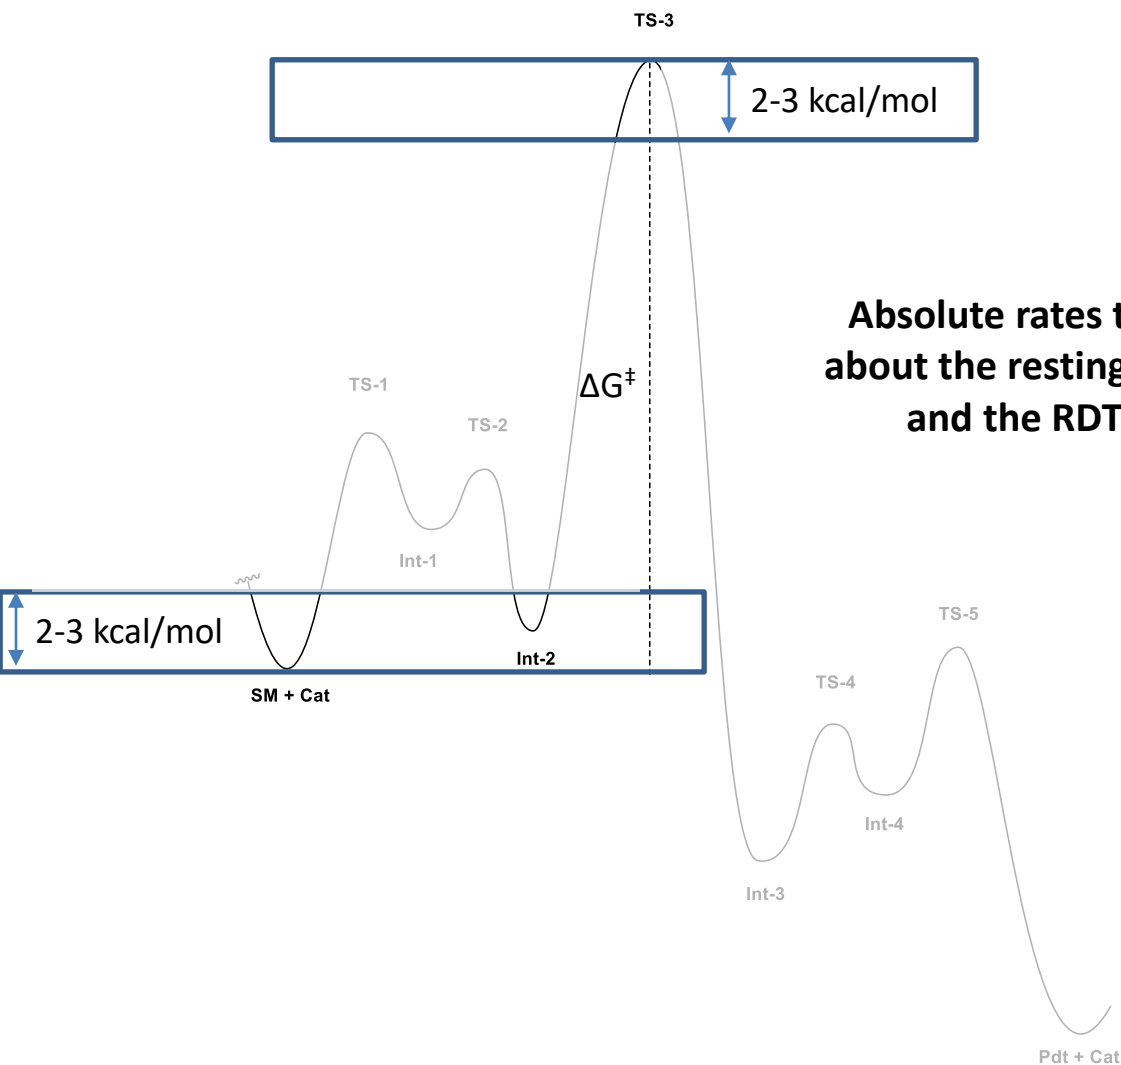 TS-3
2-3 kcal/mol
Absolute rates t
about the resting
and the RDT
TS-1
ΔG‡
TS-2
Int-1
2-3 kcal/mol
Int-2
SM + Cat
TS-5
TS-4
Int-4
Int-3
Pdt + Cat